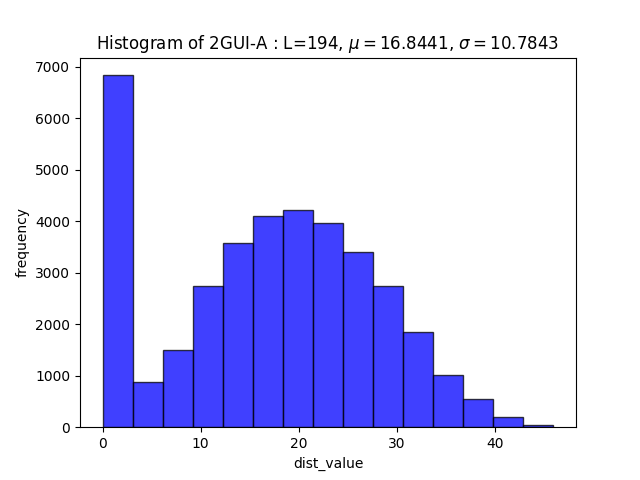 Histogram of 2GUI-A : L=194, μ = 16.8441, σ = 10.7843
7000
6000
5000
4000
3000
2000
1000
0
frequency
0 10 20 30 40
dist_value